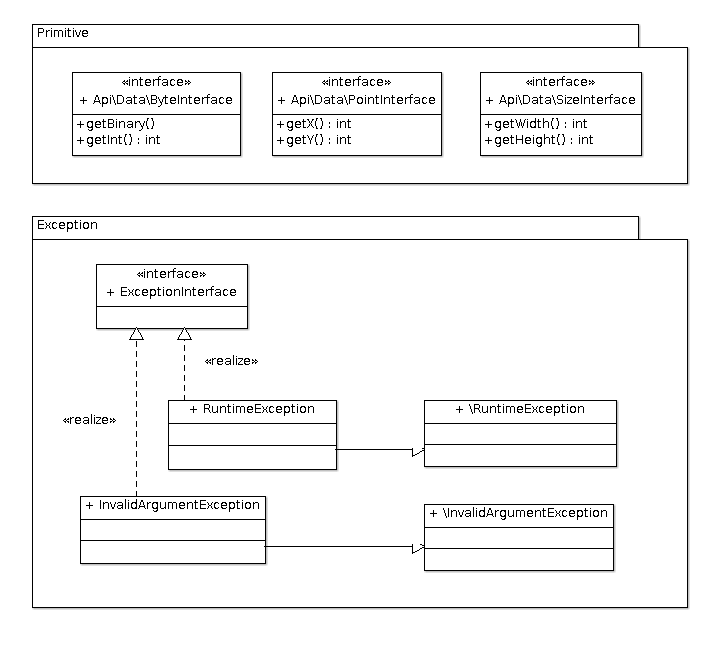 Primitive
«interface»
+ Api\Data\ByteInterface
+getBinary()
+getInt() : int
«interface»
+ Api\Data\PointInterface
+getX() : int
+getY() : int
«interface»
+ Api\Data\SizeInterface
+getWidth() : int
+getHeight() : int
Exception
«interface»
+ ExceptionInterface
«realize»
«realize»
+ RuntimeException
+ \RuntimeException
+ InvalidArgumentException
+ \InvalidArgumentException